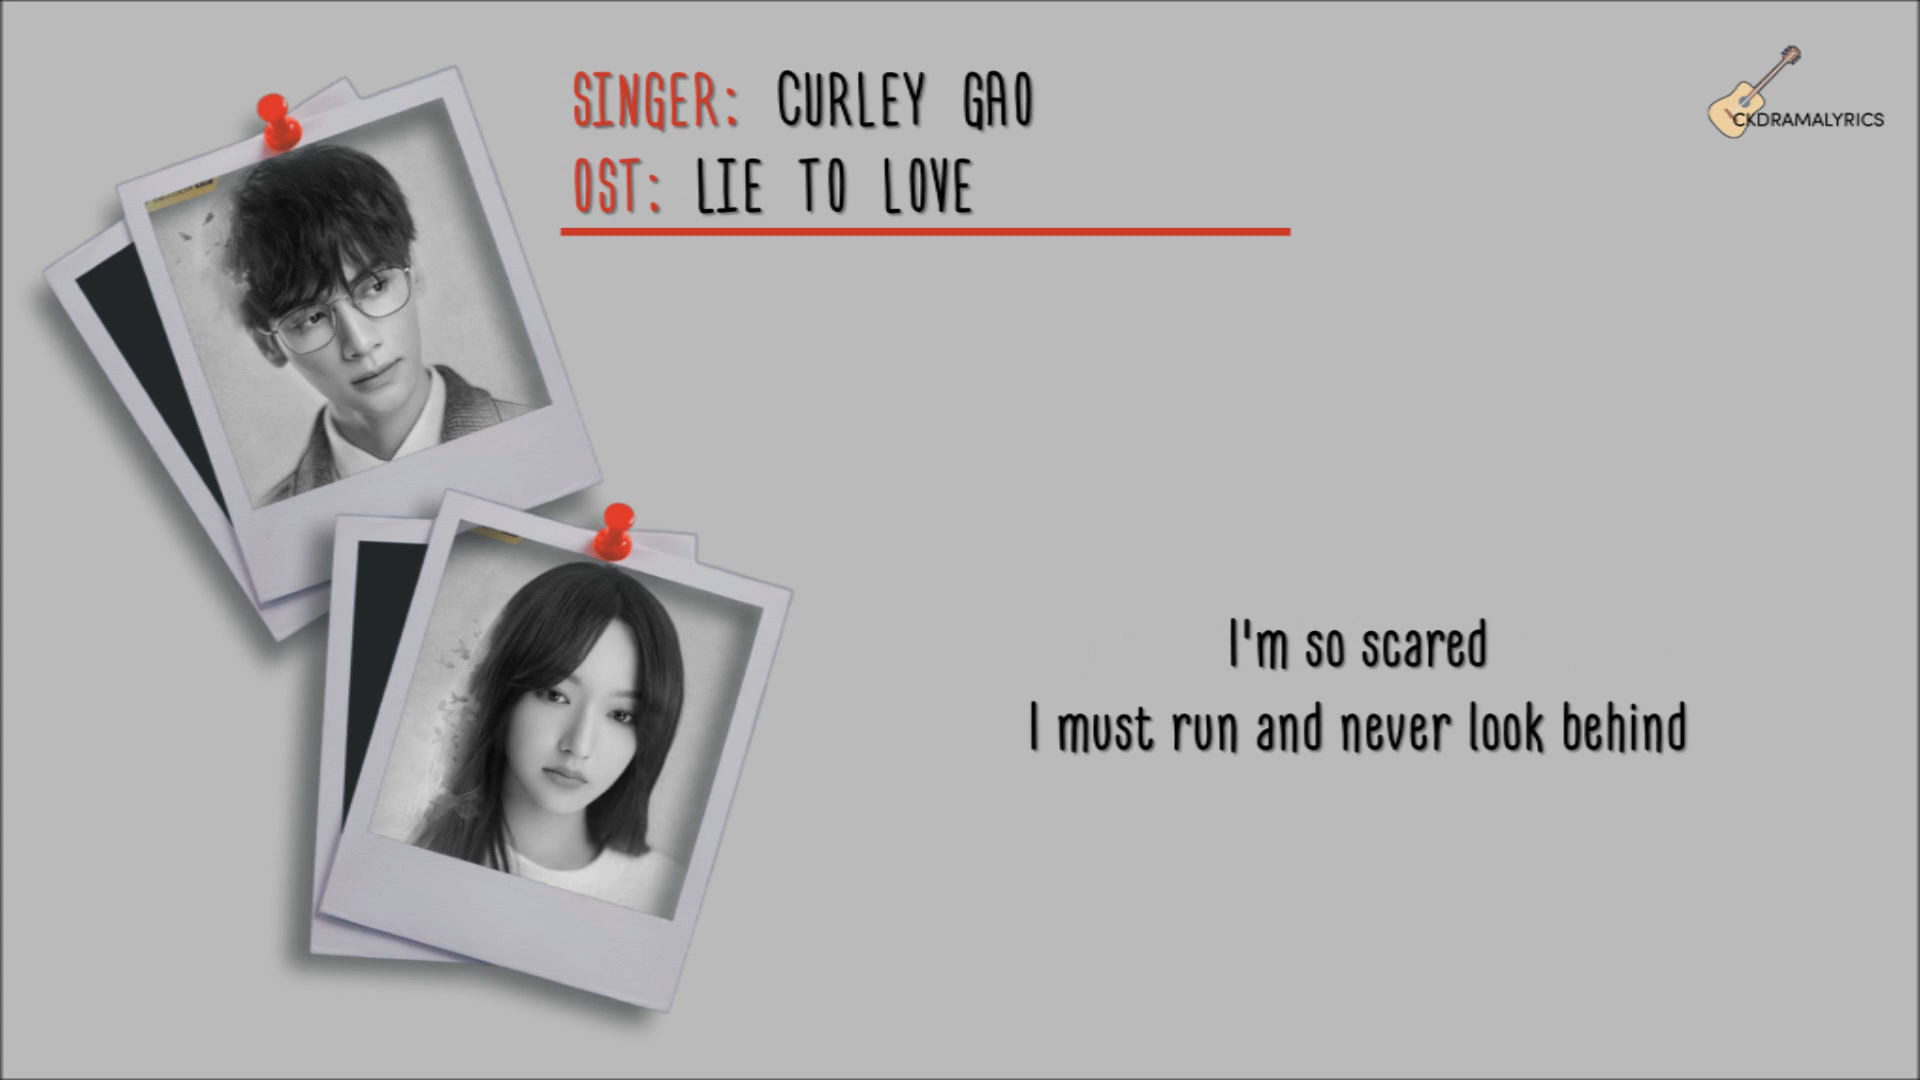 SINGER: CURLEY GAO
OST: LIE TO LOVE
CKDRAMALYRICS
I'm so scared
I must run and never look behind